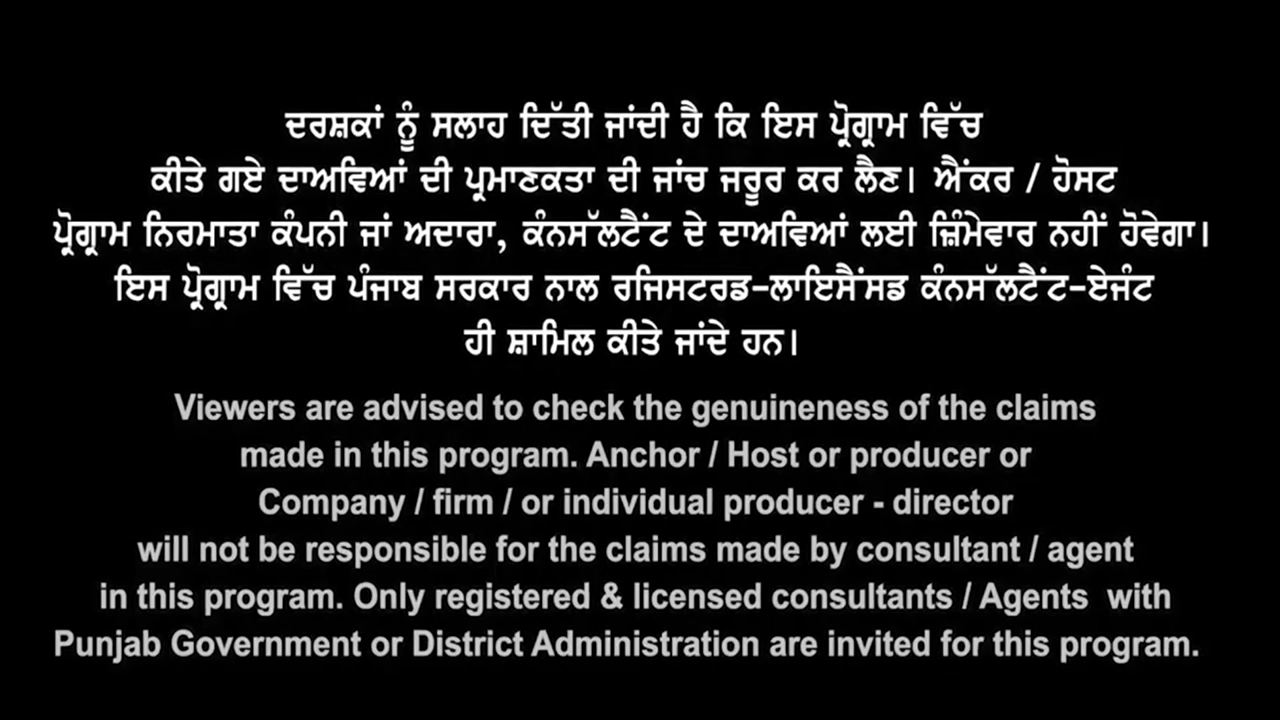 ਦਰਸ਼ਕਾਂ ਨੂੰ ਸਲਾਹ ਦਿੱਤੀ ਜਾਂਦੀ ਹੈ ਕਿ ਇਸ ਪ੍ਰੋਗ੍ਰਾਮ ਵਿੱਚ
ਕੀਤੇ ਗਏ ਦਾਅਵਿਆਂ ਦੀ ਪ੍ਰਮਾਣਕਤਾ ਦੀ ਜਾਂਚ ਜਰੂਰ ਕਰ ਲੈਣ। ਐਂਕਰ / ਹੋਸਟ
ਪ੍ਰੋਗ੍ਰਾਮ ਨਿਰਮਾਤਾ ਕੰਪਨੀ ਜਾਂ ਅਦਾਰਾ, ਕੰਨਸੱਲਟੈਂਟ ਦੇ ਦਾਅਵਿਆਂ ਲਈ ਜ਼ਿੰਮੇਵਾਰ ਨਹੀਂ ਹੋਵੇਗਾ।
ਇਸ ਪ੍ਰੋਗ੍ਰਾਮ ਵਿੱਚ ਪੰਜਾਬ ਸਰਕਾਰ ਨਾਲ ਰਜਿਸਟਰਡ-ਲਾਇਸੈਂਸਡ ਕੰਨਸੱਲਟੈਂਟ-ਏਜੰਟ
ਹੀ ਸ਼ਾਮਿਲ ਕੀਤੇ ਜਾਂਦੇ ਹਨ।
Viewers are advised to check the genuineness of the claims
made in this program. Anchor / Host or producer or
Company / firm / or individual producer - director
will not be responsible for the claims made by consultant / agent
in this program. Only registered & licensed consultants / Agents with
Punjab Government or District Administration are invited for this program.